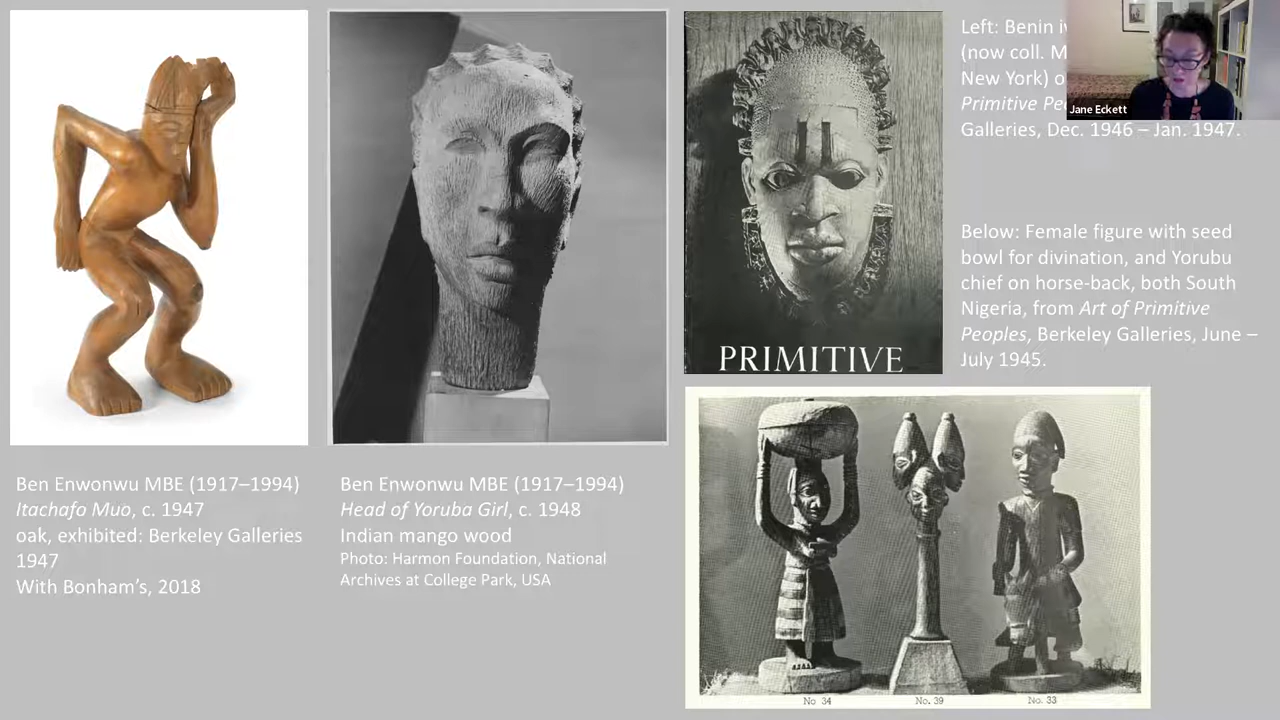 Ben Enwonwu MBE (1917–1994)
Itachafo Muo, c. 1947
oak, exhibited: Berkeley Galleries
1947
With Bonham's, 2018
Ben Enwonwu MBE (1917–1994)
Head of Yoruba Girl, c. 1948
Indian mango wood
Photo: Harmon Foundation, National
Archives at College Park, USA
PRIMITIVE
Left: Benin
(now coll.
New York)
Primitive
Galleries, Dec. 1946 – Jan. 1947.
Jane Eckett
Below: Female figure with seed
bowl for divination, and Yorubu
chief on horse-back, both South
Nigeria, from Art of Primitive
Peoples, Berkeley Galleries, June –
July 1945.
No 34
No. 39
No. 33